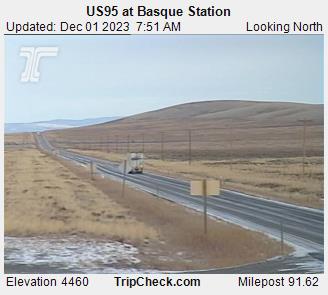 US95 at Basque Station
Updated: Dec 01 2023 7:51 AM Looking North
Elevation 4460 TripCheck.com Milepost 91.62